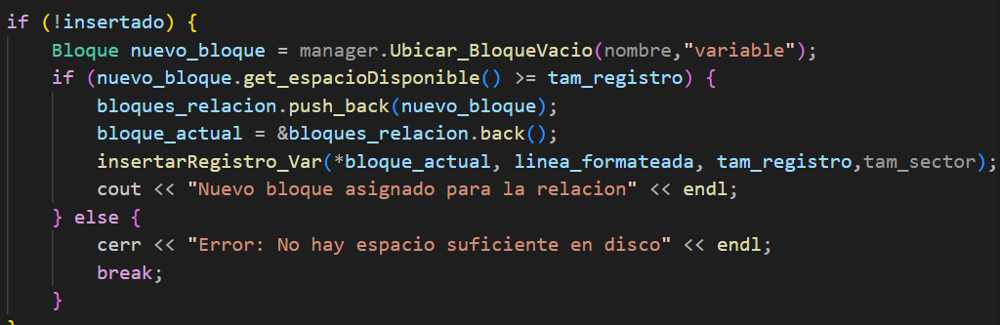 if (!insertado) {
    Bloque nuevo_bloque = manager.Ubicar_BloqueVacio(nombre,"variable");
    if (nuevo_bloque.get_espacioDisponible() >= tam_registro) {
        bloques_relacion.push_back(nuevo_bloque);
        bloque_actual = &bloques_relacion.back();
        insertarRegistro_Var(*bloque_actual, linea_formateada, tam_registro,tam_sector);
        cout << "Nuevo bloque asignado para la relacion" << endl;
    } else {
        cerr << "Error: No hay espacio suficiente en disco" << endl;
        break;
    }